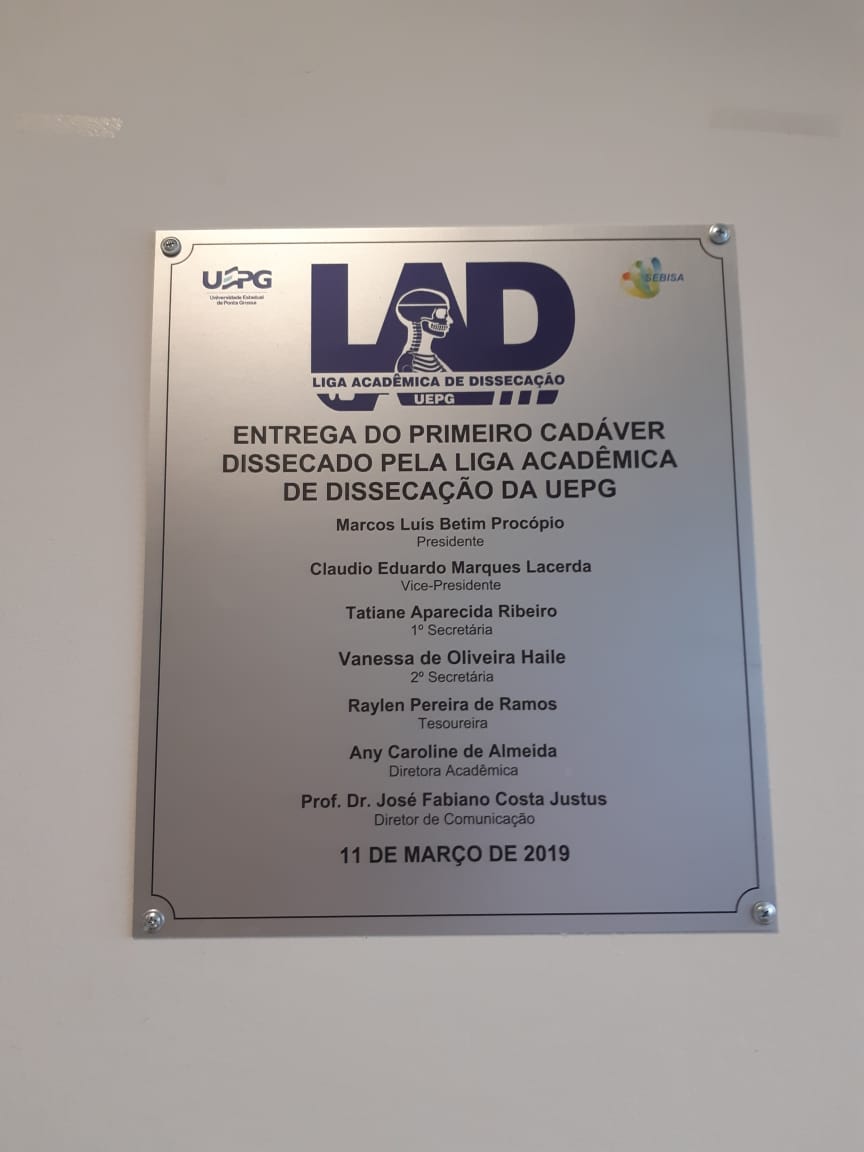 UEPG
Universidade Estadual
de Ponta Grossa
LAD
SEBISA
LIGA ACADÊMICA DE DISSECAÇÃO
UEPG
ENTREGA DO PRIMEIRO CADÁVER
DISSECADO PELA LIGA ACADÊMICA
DE DISSECAÇÃO DA UEPG
Marcos Luís Betim Procópio
Presidente
Claudio Eduardo Marques Lacerda
Vice-Presidente
Tatiane Aparecida Ribeiro
1º Secretária
Vanessa de Oliveira Haile
2º Secretária
Raylen Pereira de Ramos
Tesoureira
Any Caroline de Almeida
Diretora Acadêmica
Prof. Dr. José Fabiano Costa Justus
Diretor de Comunicação
11 DE MARÇO DE 2019